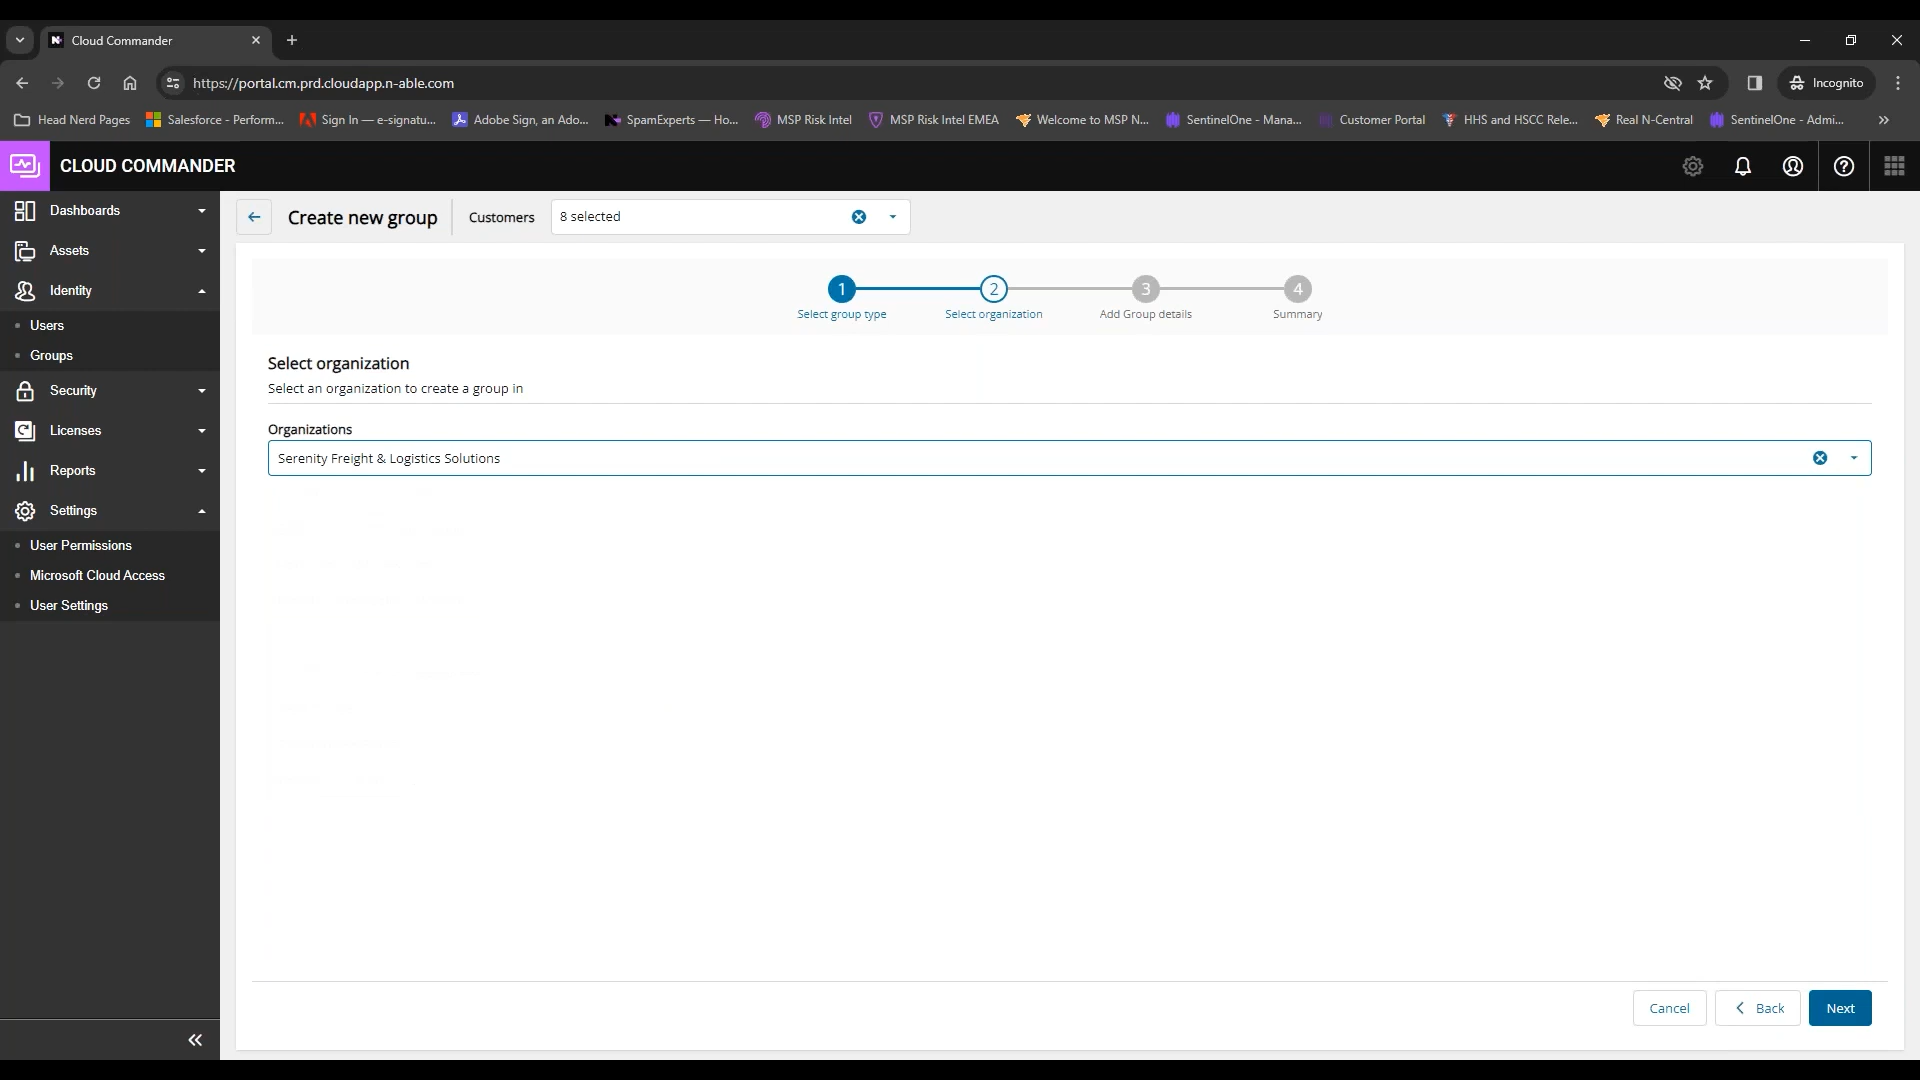 Cloud Commander
https://portal.cm.prd.cloudapp.n-able.com
Incognito
Head Nerd Pages
Salesforce - Perform...
Sign In — e-signatu...
Adobe Sign, an Ado...
SpamExperts — Ho...
MSP Risk Intel
MSP Risk Intel EMEA
Welcome to MSP N...
SentinelOne - Mana...
Customer Portal
HHS and HSCC Rele...
Real N-Central
SentinelOne - Admi...
CLOUD COMMANDER
Dashboards
Assets
Identity
Users
Groups
Security
Licenses
Reports
Settings
User Permissions
Microsoft Cloud Access
User Settings
Create new group
Customers
8 selected
1
2
3
4
Select group type
Select organization
Add Group details
Summary
Select organization
Select an organization to create a group in
Organizations
Serenity Freight & Logistics Solutions
Cancel
Back
Next